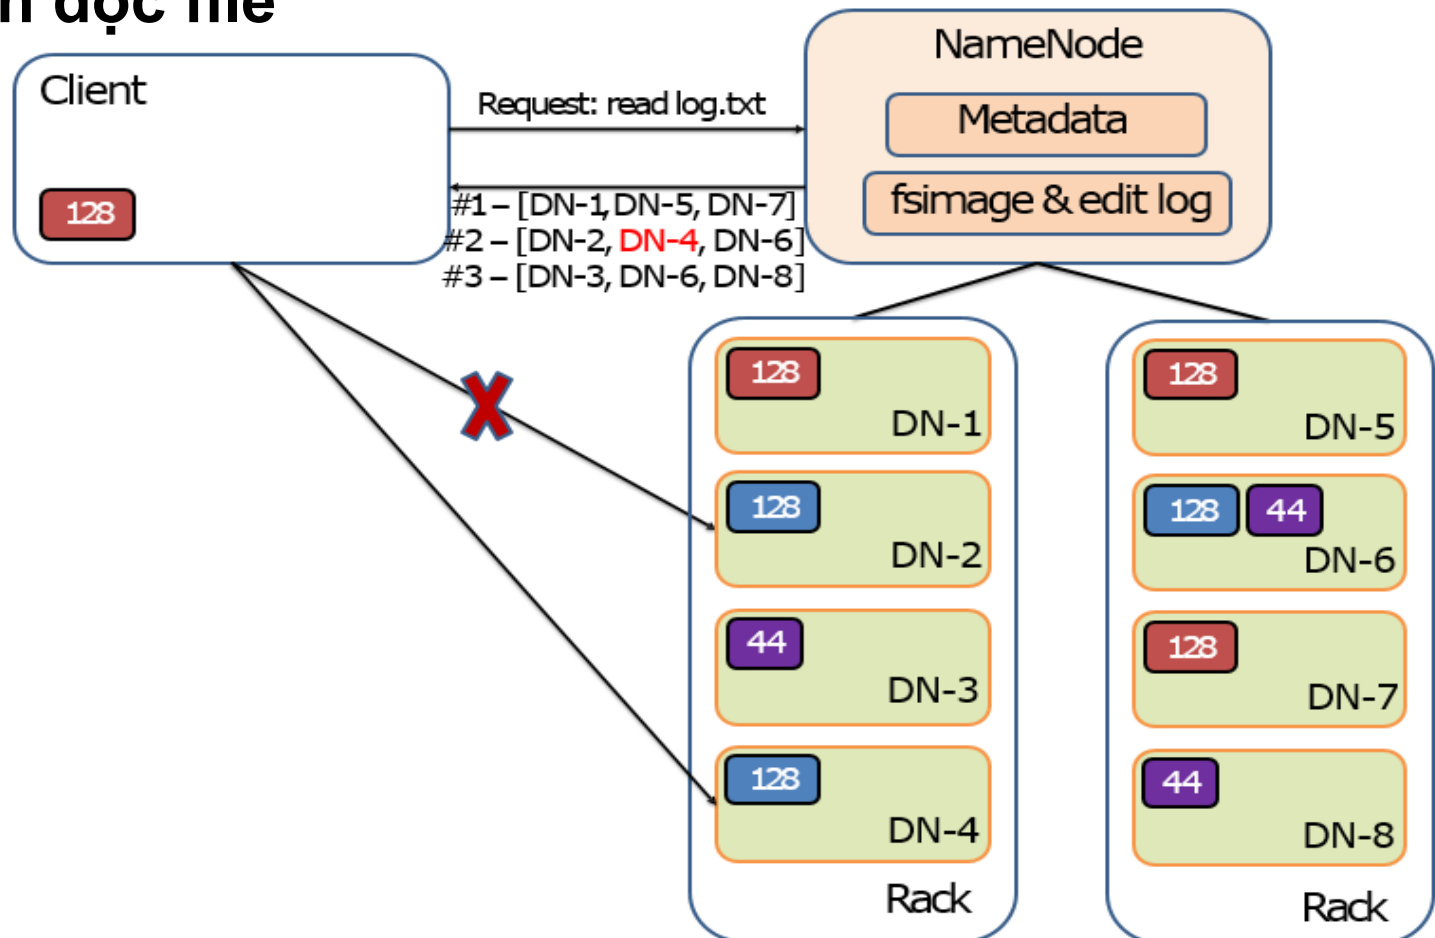 đọc file
Client
128
Request: read log.txt
#1 – [DN-1, DN-5, DN-7]
#2 – [DN-2, DN-4, DN-6]
#3 – [DN-3, DN-6, DN-8]
NameNode
Metadata
fsimage & edit log
128
DN-1
128
DN-2
44
DN-3
128
DN-4
Rack
128
DN-5
128 44
DN-6
128
DN-7
44
DN-8
Rack